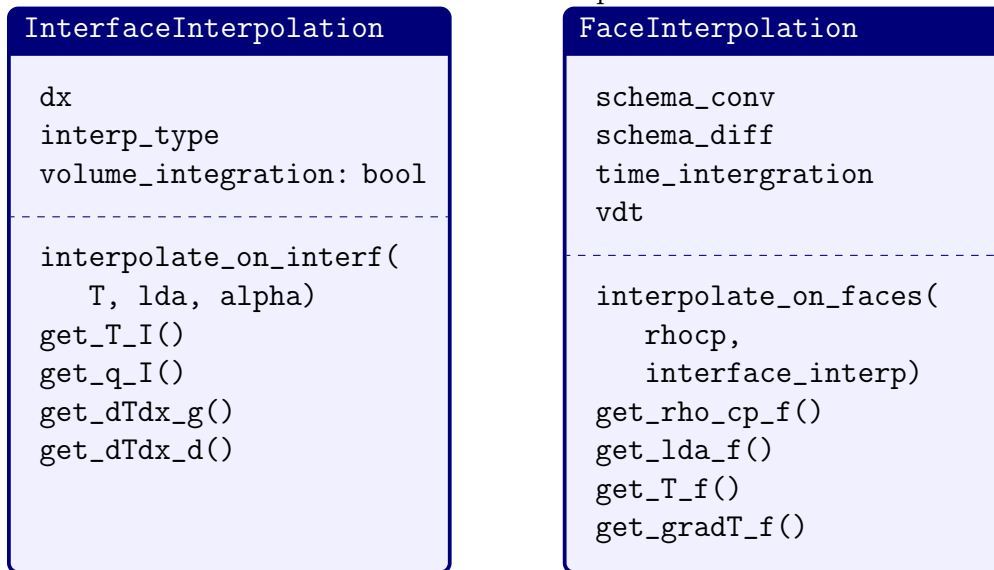 InterfaceInterpolation
dx
interp_type
volume_integration: bool
interpolate_on_interf(
T, lda, alpha)
get_T_I()
get_q_I()
get_dTdx_g()
get_dTdx_d()
FaceInterpolation
schema_conv
schema_diff
time_intergration
vdt
interpolate_on_faces(
rhocp,
interface_interp)
get_rho_cp_f()
get_lda_f()
get_T_f()
get_gradT_f()